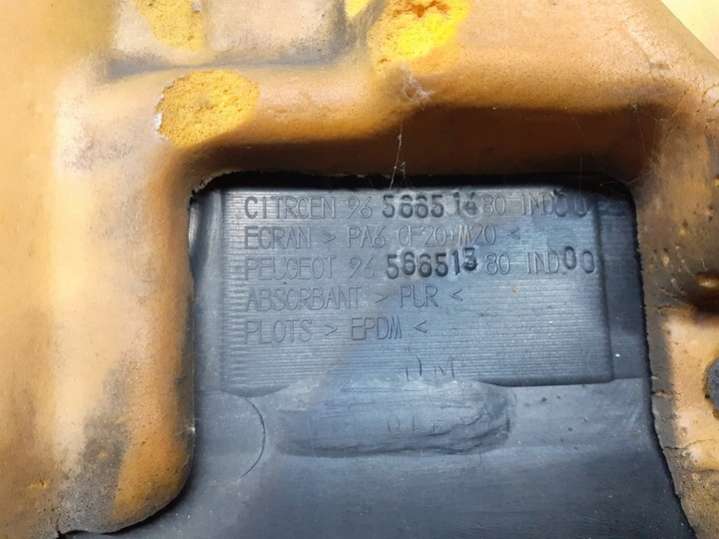 CITROEN 96 566514 80 IND00
ECRAN > PA6 GF20+M20 <
PEUGEOT 96 566513 80 IND00
ABSORBANT > PUR <
PLOTS > EPDM <